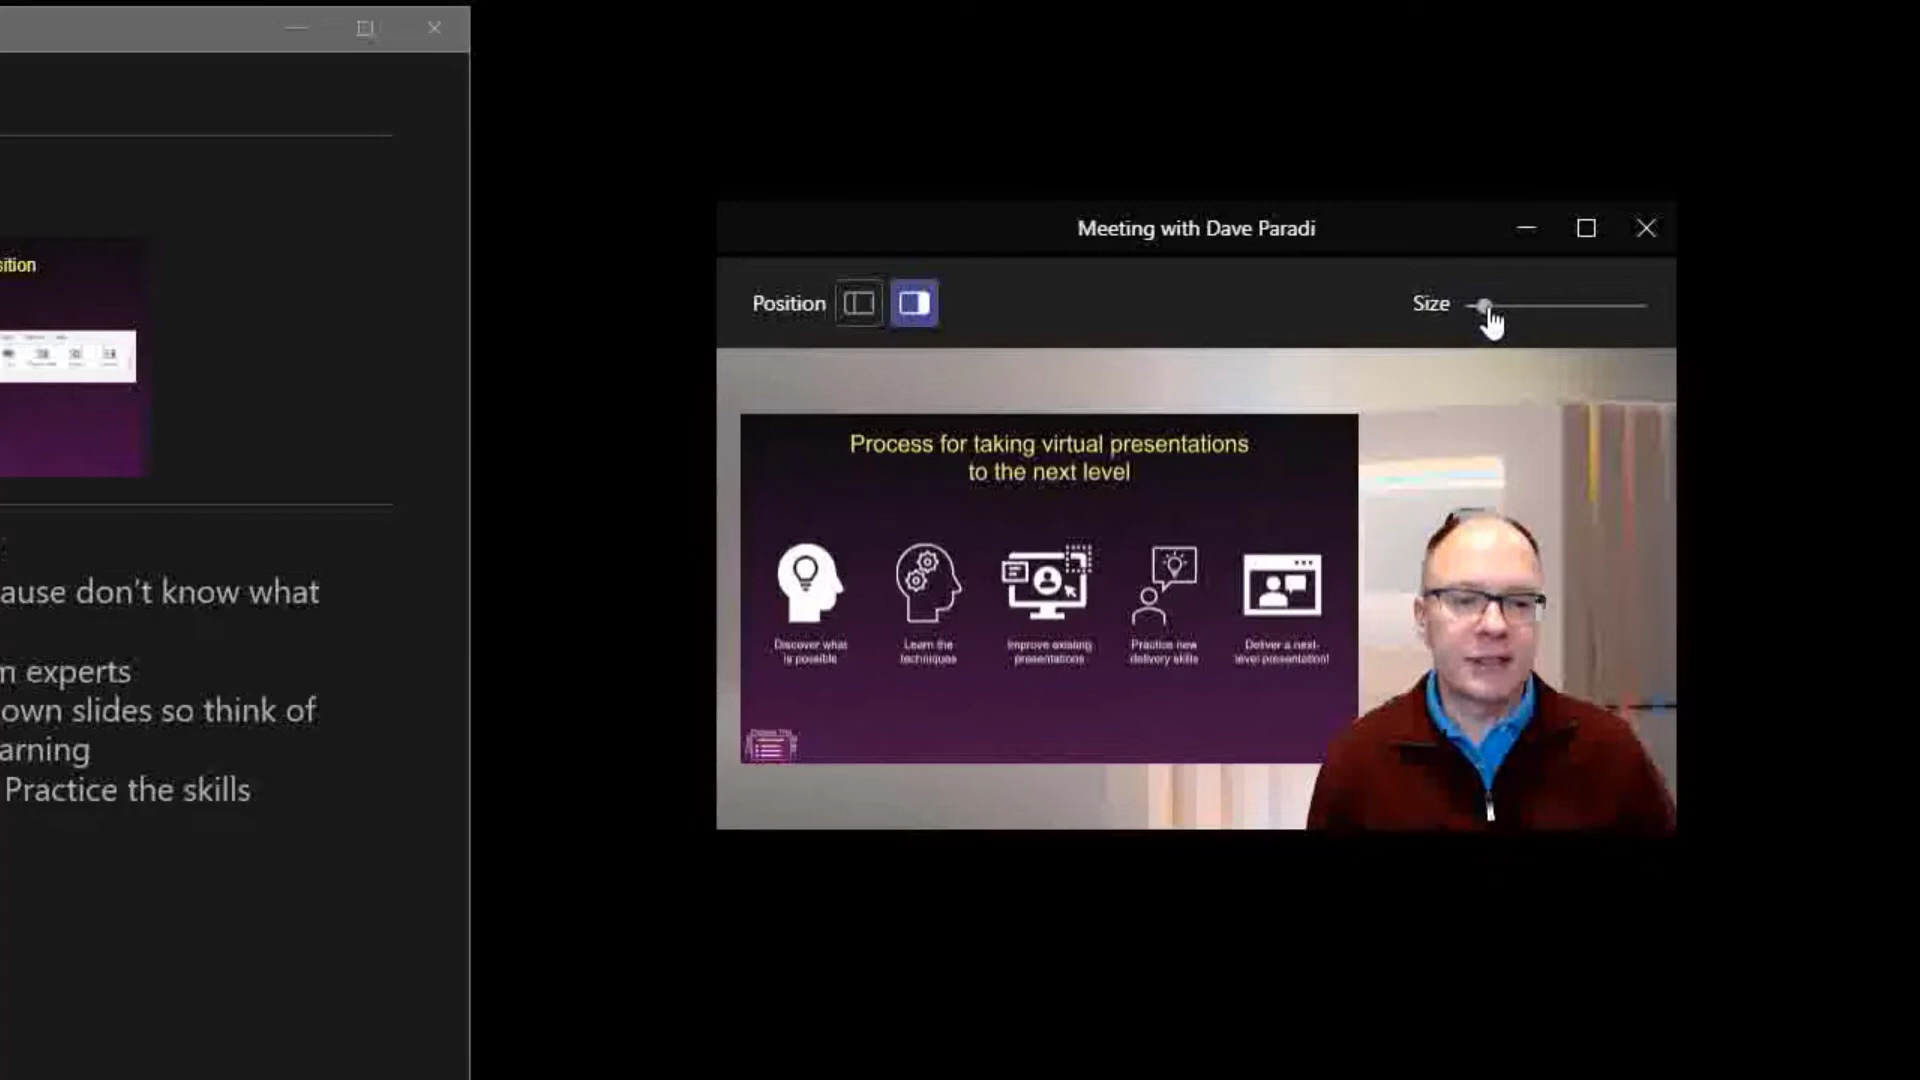 sition
ause don't know what
n experts
own slides so think of
arning
Practice the skills
Meeting with Dave Paradi
Position
Size
Process for taking virtual presentations
to the next level
Discover what
is possible
Learn the
techniques
Improve existing
presentations
Practice new
delivery skills
Deliver a next-
level presentation!